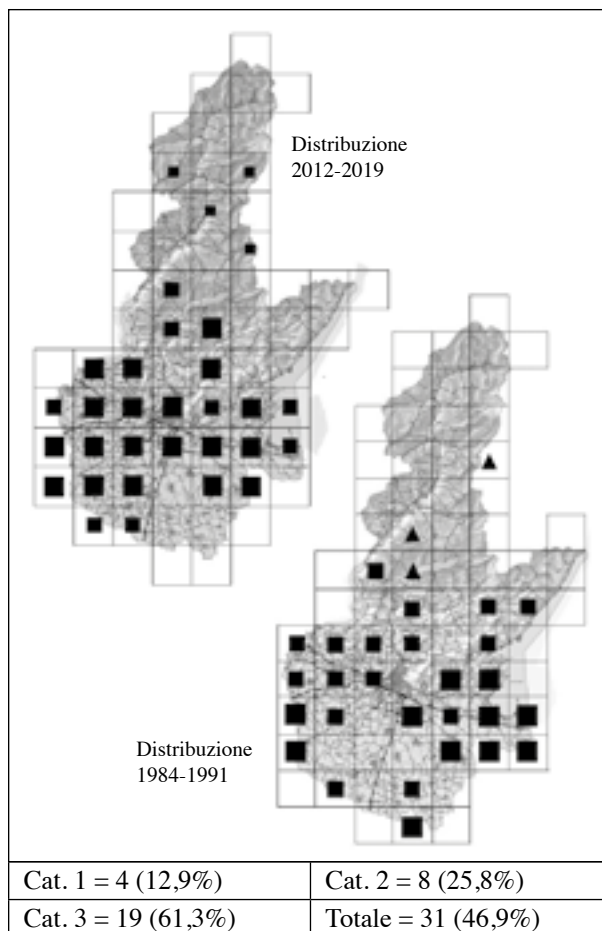 Distribuzione
2012-2019
Distribuzione
1984-1991
Cat. 1 = 4 (12,9%) Cat. 2 = 8 (25,8%)
Cat. 3 = 19 (61,3%) Totale = 31 (46,9%)